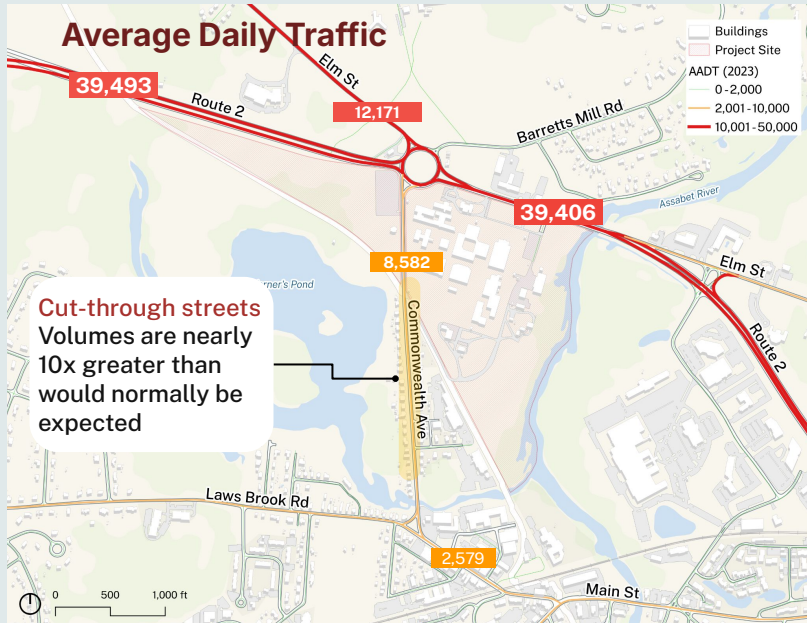 Average Daily Traffic
Buildings
Project Site
AADT (2023)
0-2,000
2,001-10,000
10,001-50,000
Elm St
39,493
Route 2
12,171
Barretts Mill Rd
Assabet River
39,406
Elm St
8,582
rner's Pond
Cut-through streets
Volumes are nearly
10x greater than
would normally be
expected
Commonwealth Ave
Route 2
Laws Brook Rd
2,579
Main St
0 500 1,000 ft